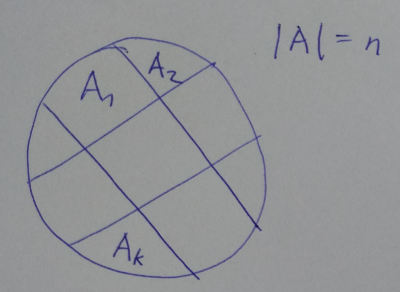 |A| = n
A₂
A₁
Aₖ